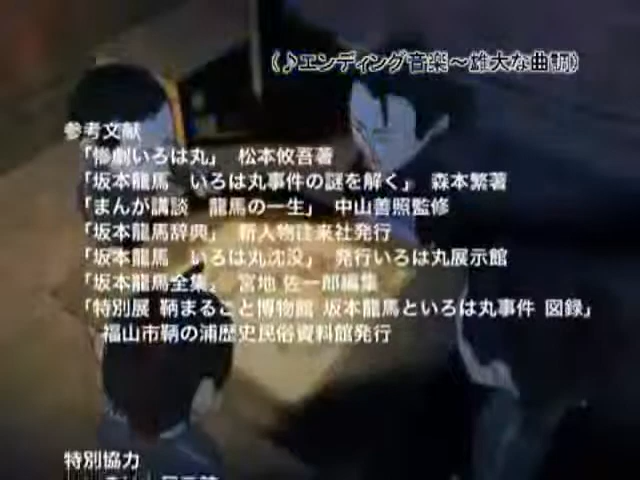 (♪エンディング音楽~雄大な曲調)
参考文献
「惨劇いろは丸」 松本攸吾著
「坂本龍馬 いろは丸事件の謎を解く」 森本繁著
「まんが講談 龍馬の一生」 中山善照監修
「坂本龍馬辞典」 新人物往来社発行
「坂本龍馬 いろは丸沈没」 発行いろは丸展示館
「坂本龍馬全集」 宮地 佐一郎編集
「特別展 鞆まるごと博物館 坂本龍馬といろは丸事件 図録」
福山市鞆の浦歴史民俗資料館発行
特別協力